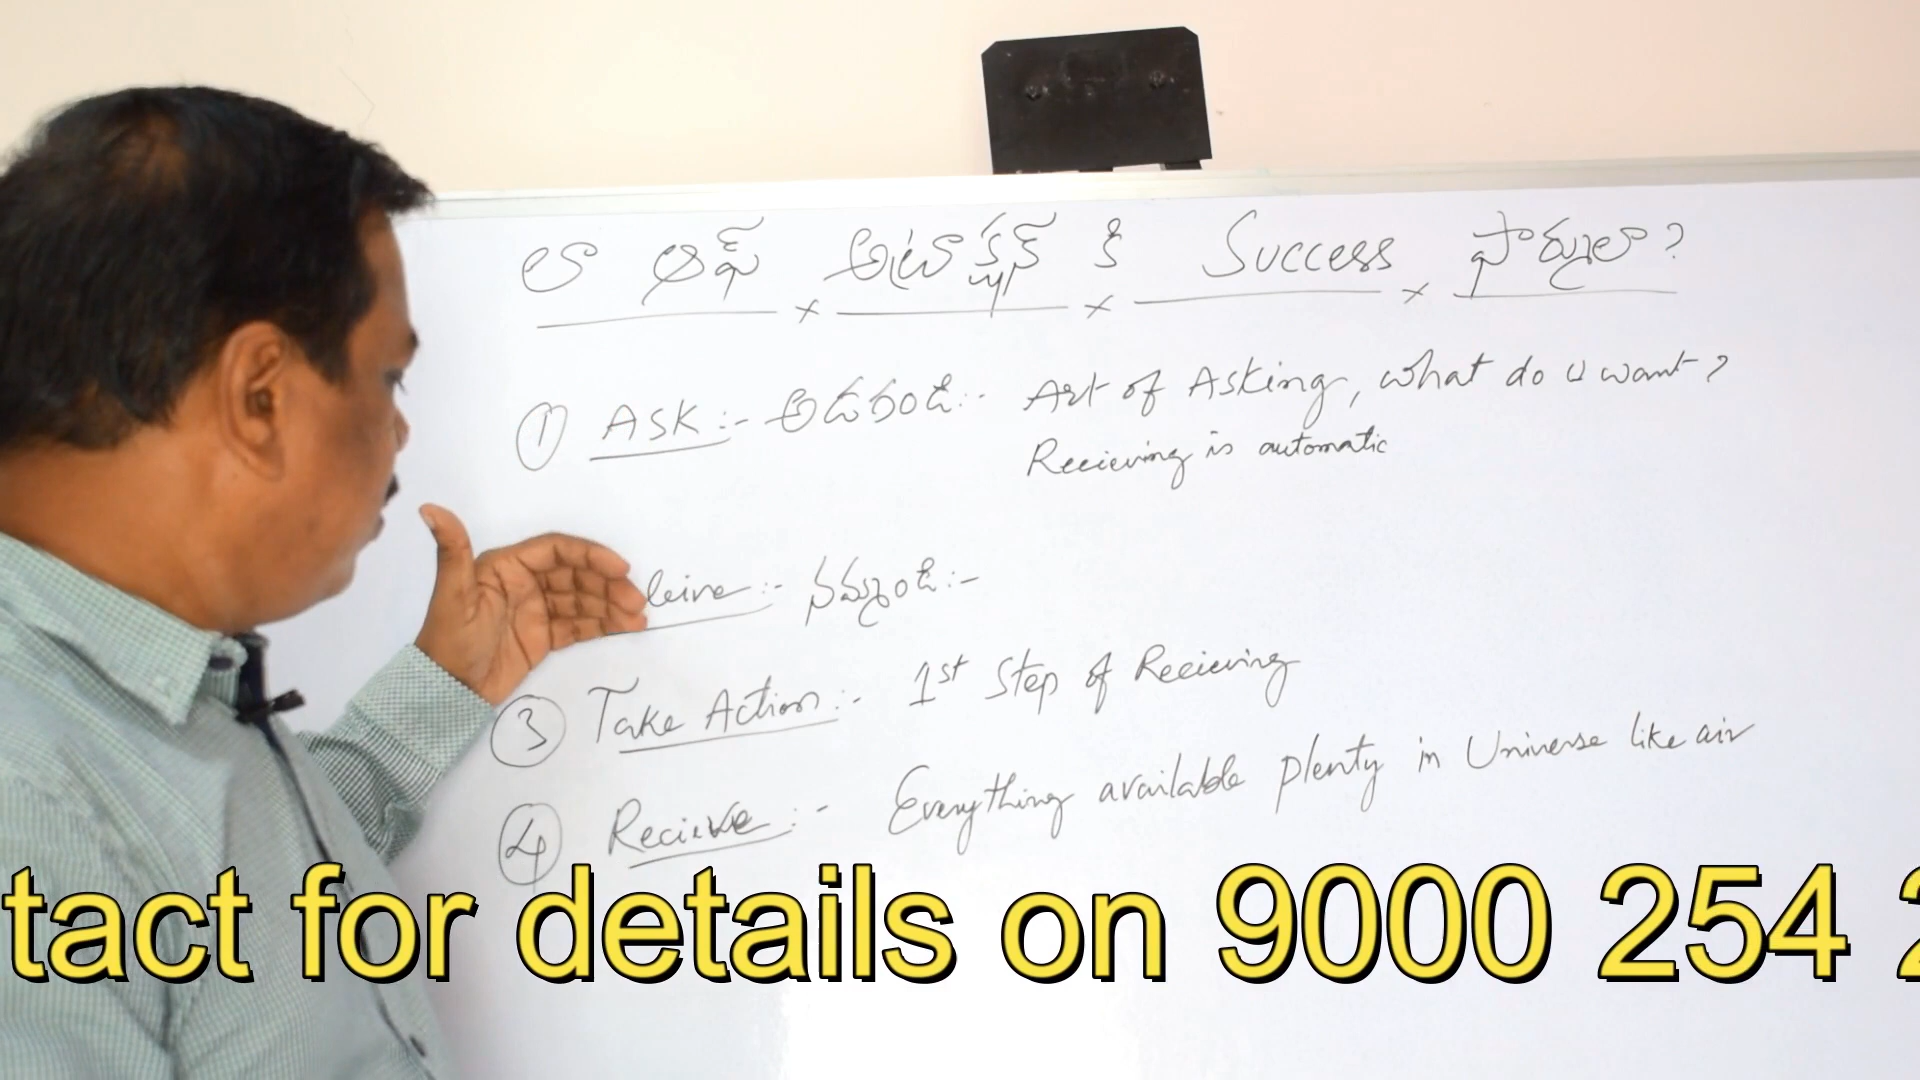 లా ఆఫ్ అట్రాక్షన్ కి Success ఫార్ములా?
① ASK :- అడగండి :- Art of Asking, what do u want?
Recieving is automatic
lieve :- నమ్మండి :-
③ Take Action :- 1st Step of Recieving
④ Recieve :- Everything available plenty in Universe like air
tact for details on 9000 254 2